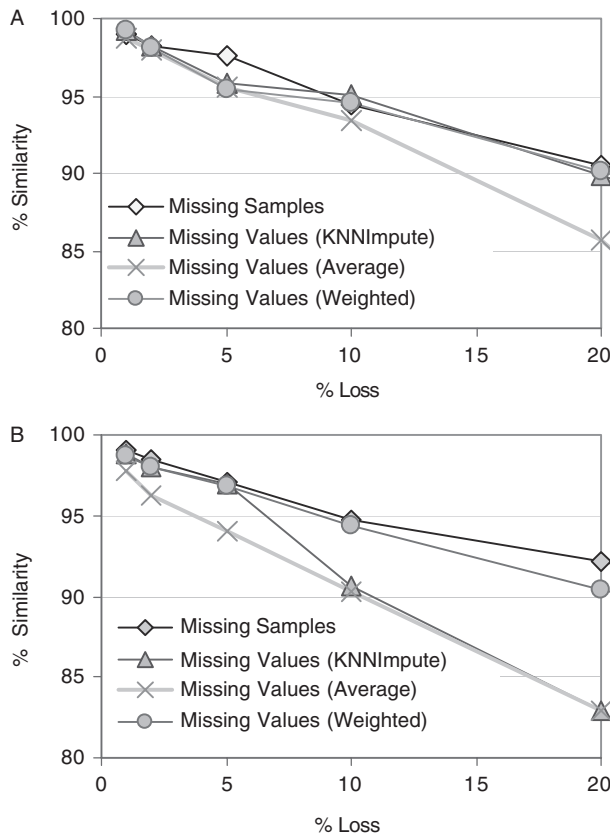 A
100
95
90
85
80
% Similarity
Missing Samples
Missing Values (KNNImpute)
Missing Values (Average)
Missing Values (Weighted)
0 5 10 15 20
% Loss
B
100
95
90
85
80
% Similarity
Missing Samples
Missing Values (KNNImpute)
Missing Values (Average)
Missing Values (Weighted)
0 5 10 15 20
% Loss